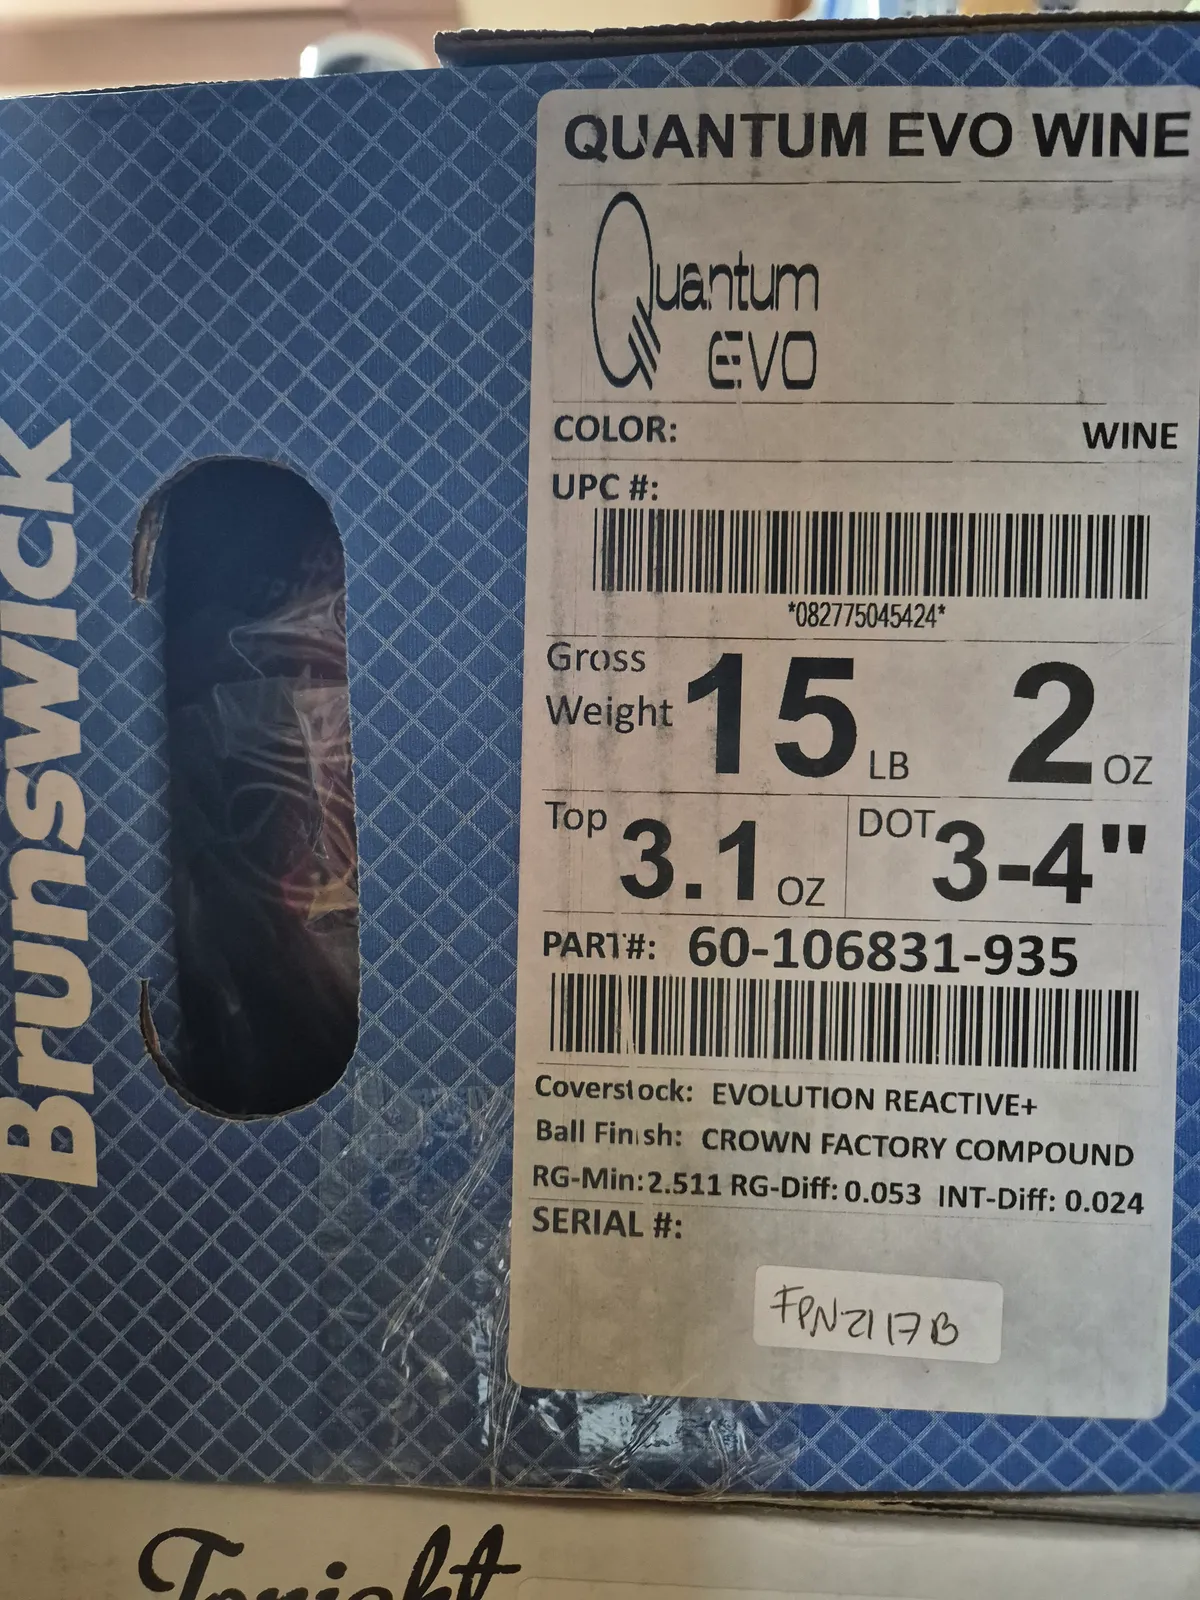 Brunswick
QUANTUM EVO WINE
Quantum
EVO
COLOR: WINE
UPC #:
*082775045424*
Gross
Weight 15 LB 2 OZ
Top 3.1 OZ DOT 3-4"
PART#: 60-106831-935
Coverstock: EVOLUTION REACTIVE+
Ball Finish: CROWN FACTORY COMPOUND
RG-Min:2.511 RG-Diff: 0.053 INT-Diff: 0.024
SERIAL #:
FPN2117B
Tonight